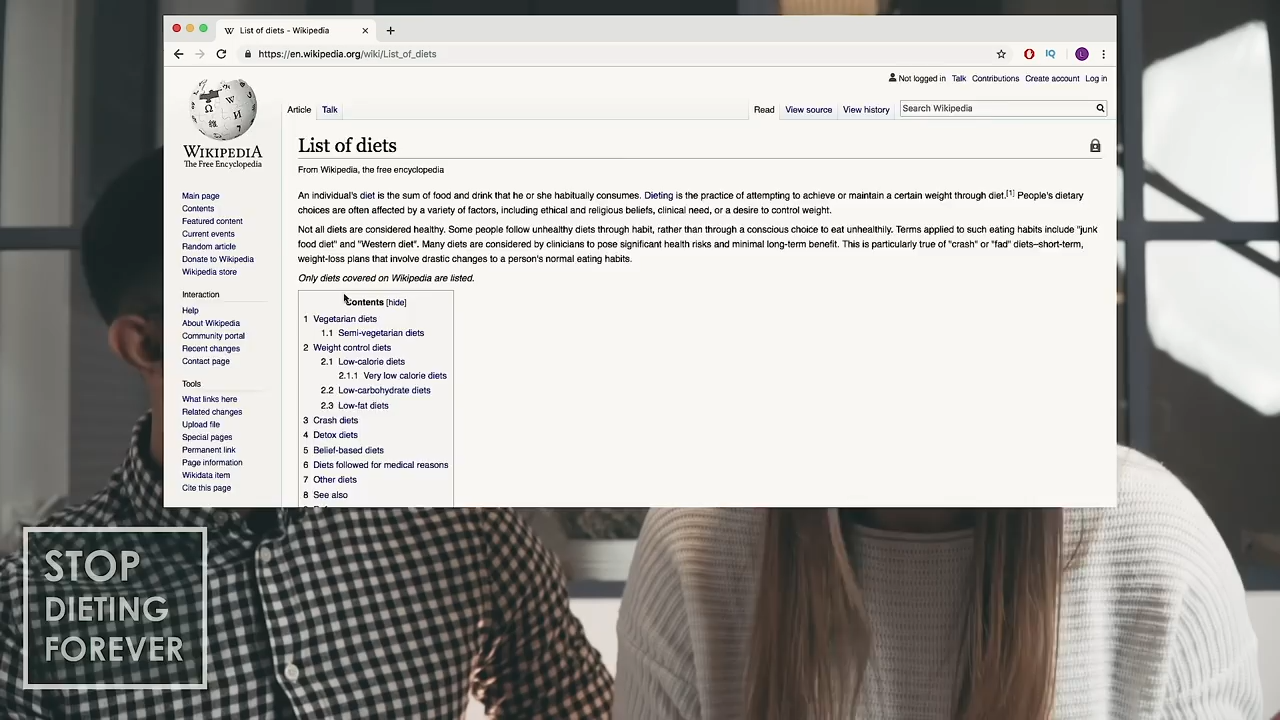 List of diets - Wikipedia
https://en.wikipedia.org/wiki/List_of_diets
IQ
L
Not logged in Talk Contributions Create account Log in
Article Talk Read View source View history Search Wikipedia
WIKIPEDIA
The Free Encyclopedia
Main page
Contents
Featured content
Current events
Random article
Donate to Wikipedia
Wikipedia store
Interaction
Help
About Wikipedia
Community portal
Recent changes
Contact page
Tools
What links here
Related changes
Upload file
Special pages
Permanent link
Page information
Wikidata item
Cite this page
List of diets
From Wikipedia, the free encyclopedia
An individual's diet is the sum of food and drink that he or she habitually consumes. Dieting is the practice of attempting to achieve or maintain a certain weight through diet.[1] People's dietary
choices are often affected by a variety of factors, including ethical and religious beliefs, clinical need, or a desire to control weight.
Not all diets are considered healthy. Some people follow unhealthy diets through habit, rather than through a conscious choice to eat unhealthily. Terms applied to such eating habits include "junk
food diet" and "Western diet". Many diets are considered by clinicians to pose significant health risks and minimal long-term benefit. This is particularly true of "crash" or "fad" diets–short-term,
weight-loss plans that involve drastic changes to a person's normal eating habits.
Only diets covered on Wikipedia are listed.
Contents [hide]
1 Vegetarian diets
1.1 Semi-vegetarian diets
2 Weight control diets
2.1 Low-calorie diets
2.1.1 Very low calorie diets
2.2 Low-carbohydrate diets
2.3 Low-fat diets
3 Crash diets
4 Detox diets
5 Belief-based diets
6 Diets followed for medical reasons
7 Other diets
8 See also
STOP
DIETING
FOREVER